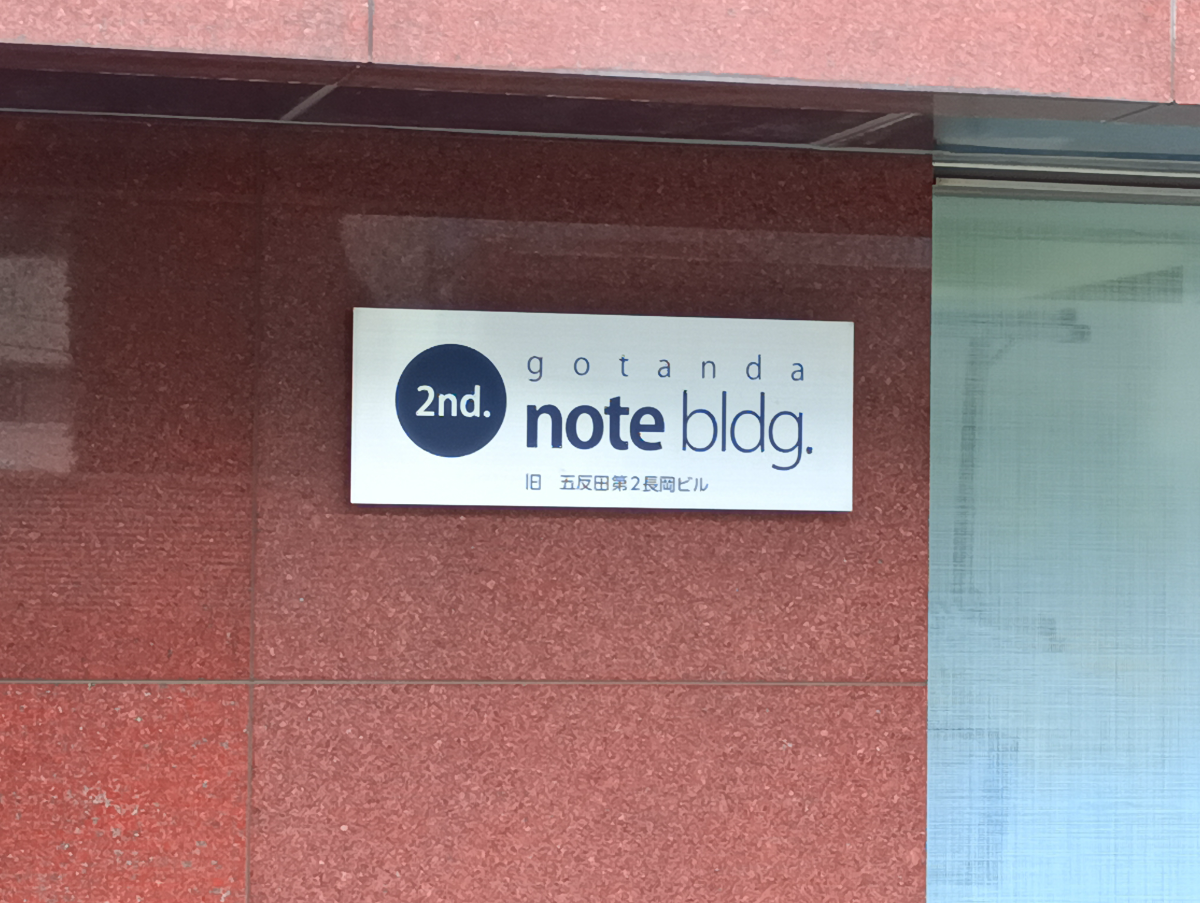 2nd.
gotanda
note bldg.
旧 五反田第2長岡ビル